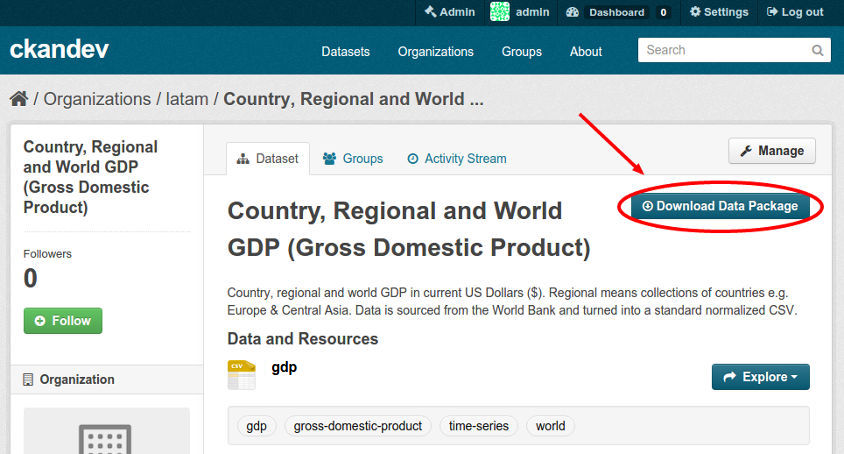 Admin admin Dashboard 0 Settings Log out
ckandev Datasets Organizations Groups About Search
/ Organizations / latam / Country, Regional and World ...
Country, Regional
and World GDP
(Gross Domestic
Product)
Followers
0
Follow
Organization
Dataset Groups Activity Stream Manage
Download Data Package
Country, Regional and World
GDP (Gross Domestic Product)
Country, regional and world GDP in current US Dollars ($). Regional means collections of countries e.g.
Europe & Central Asia. Data is sourced from the World Bank and turned into a standard normalized CSV.
Data and Resources
CSV gdp
Explore
gdp gross-domestic-product time-series world